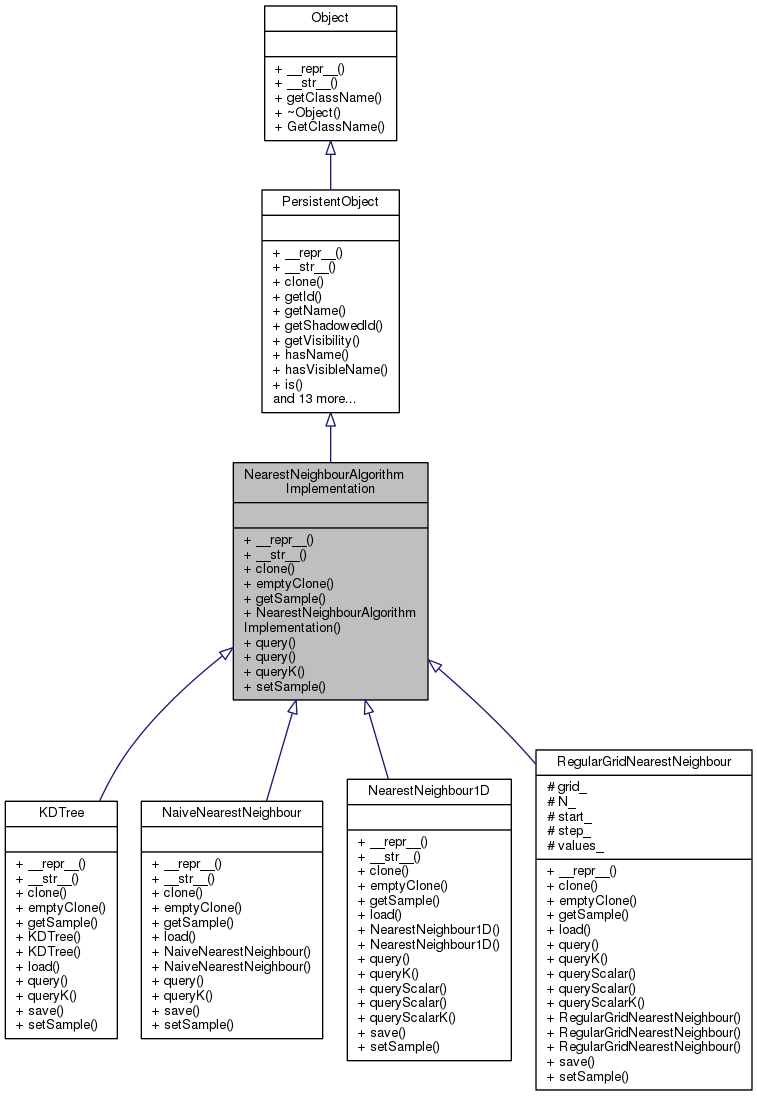 Object
+ __repr__()
+ __str__()
+ getClassName()
+ ~Object()
+ GetClassName()
PersistentObject
+ __repr__()
+ __str__()
+ clone()
+ getId()
+ getName()
+ getShadowedId()
+ getVisibility()
+ hasName()
+ hasVisibleName()
+ is()
and 13 more...
NearestNeighbourAlgorithm
Implementation
+ __repr__()
+ __str__()
+ clone()
+ emptyClone()
+ getSample()
+ NearestNeighbourAlgorithm
Implementation()
+ query()
+ query()
+ queryK()
+ setSample()
KDTree
+ __repr__()
+ __str__()
+ clone()
+ emptyClone()
+ getSample()
+ KDTree()
+ KDTree()
+ load()
+ query()
+ queryK()
+ save()
+ setSample()
NaiveNearestNeighbour
+ __repr__()
+ __str__()
+ clone()
+ emptyClone()
+ getSample()
+ load()
+ NaiveNearestNeighbour()
+ NaiveNearestNeighbour()
+ query()
+ queryK()
+ save()
+ setSample()
NearestNeighbour1D
+ __repr__()
+ __str__()
+ clone()
+ emptyClone()
+ getSample()
+ load()
+ NearestNeighbour1D()
+ NearestNeighbour1D()
+ query()
+ queryK()
+ queryScalar()
+ queryScalar()
+ queryScalarK()
+ save()
+ setSample()
RegularGridNearestNeighbour
# grid_
# N_
# start_
# step_
# values_
+ __repr__()
+ clone()
+ emptyClone()
+ getSample()
+ load()
+ query()
+ queryK()
+ queryScalar()
+ queryScalar()
+ queryScalarK()
+ RegularGridNearestNeighbour()
+ RegularGridNearestNeighbour()
+ RegularGridNearestNeighbour()
+ save()
+ setSample()